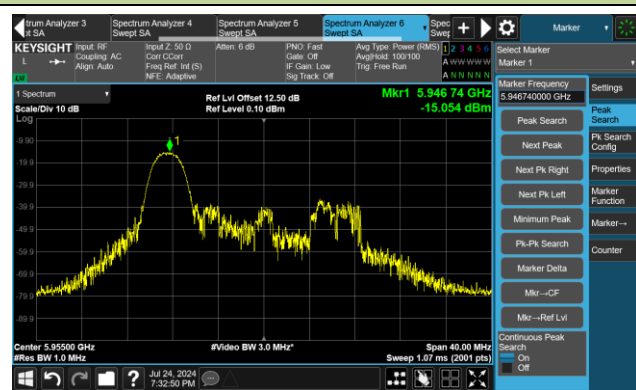 trum Analyzer 3
pt SA
Spectrum Analyzer 4
Swept SA
Spectrum Analyzer 5
Swept SA
Spectrum Analyzer 6
Swept SA
Spec
Swep
Marker
KEYSIGHT
L
LV
Input: RF
Coupling: AC
Align: Auto
Input Z: 50 Ω
Corr CCorr
Freq Ref: Int (S)
NFE: Adaptive
Atten: 6 dB
PNO: Fast
Gate: Off
IF Gain: Low
Sig Track: Off
Avg Type: Power (RMS)
Avg|Hold: 100/100
Trig: Free Run
1 2 3 4 5 6
A W W W W W
A N N N N N
Select Marker
Marker 1
1 Spectrum
Scale/Div 10 dB
Log
Ref Lvl Offset 12.50 dB
Ref Level 0.10 dBm
Mkr1 5.946 74 GHz
-15.054 dBm
1
-9.90
-19.9
-29.9
-39.9
-49.9
-59.9
-69.9
-79.9
-89.9
Center 5.95500 GHz
#Res BW 1.0 MHz
#Video BW 3.0 MHz*
Span 40.00 MHz
Sweep 1.07 ms (2001 pts)
Marker Frequency
5.946740000 GHz
Peak Search
Next Peak
Next Pk Right
Next Pk Left
Minimum Peak
Pk-Pk Search
Marker Delta
Mkr→CF
Mkr→Ref Lvl
Continuous Peak
Search
On
Off
Settings
Peak
Search
Pk Search
Config
Properties
Marker
Function
Marker→
Counter
Jul 24, 2024
7:32:50 PM